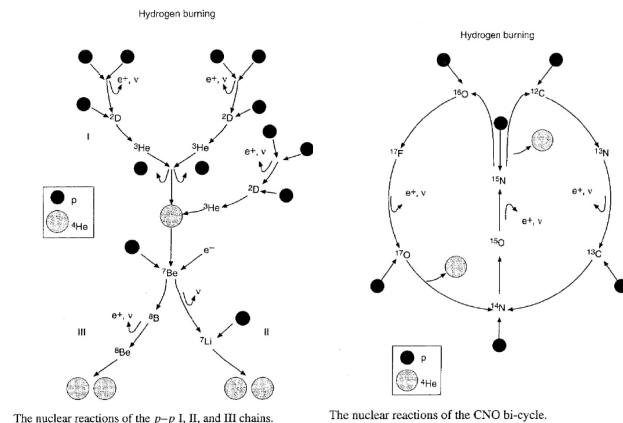 Hydrogen burning
e+, ν
e+, ν
²D
²D
I
³He
³He
e+, ν
²D
p
⁴He
³He
e⁻
⁷Be
ν
e+, ν
⁸B
III
II
⁷Li
⁸Be
The nuclear reactions of the p–p I, II, and III chains.
Hydrogen burning
¹⁶O
¹²C
¹⁷F
¹³N
¹⁵N
e+, ν
e+, ν
e+, ν
¹⁵O
¹⁷O
¹³C
¹⁴N
p
⁴He
The nuclear reactions of the CNO bi-cycle.